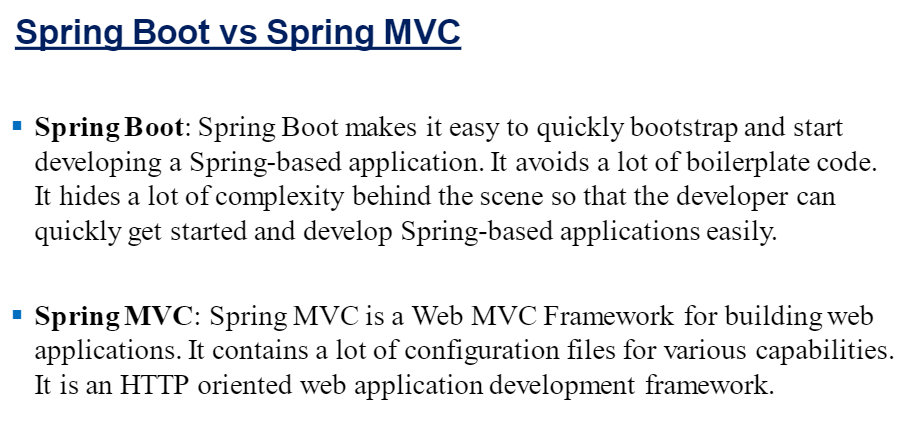 Spring Boot vs Spring MVC
▪ Spring Boot: Spring Boot makes it easy to quickly bootstrap and start
developing a Spring-based application. It avoids a lot of boilerplate code.
It hides a lot of complexity behind the scene so that the developer can
quickly get started and develop Spring-based applications easily.
▪ Spring MVC: Spring MVC is a Web MVC Framework for building web
applications. It contains a lot of configuration files for various capabilities.
It is an HTTP oriented web application development framework.